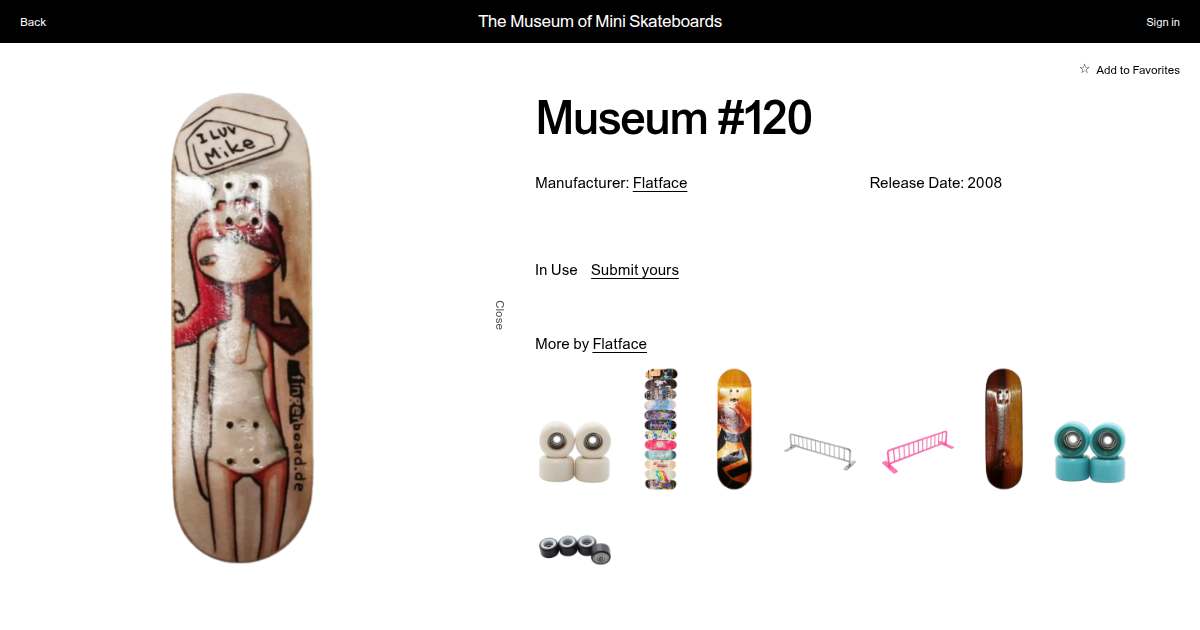 Back
The Museum of Mini Skateboards
Sign in
☆ Add to Favorites
I LUV
Mike
fingerboard.de
Museum #120
Manufacturer: Flatface
Release Date: 2008
In Use Submit yours
Close
More by Flatface